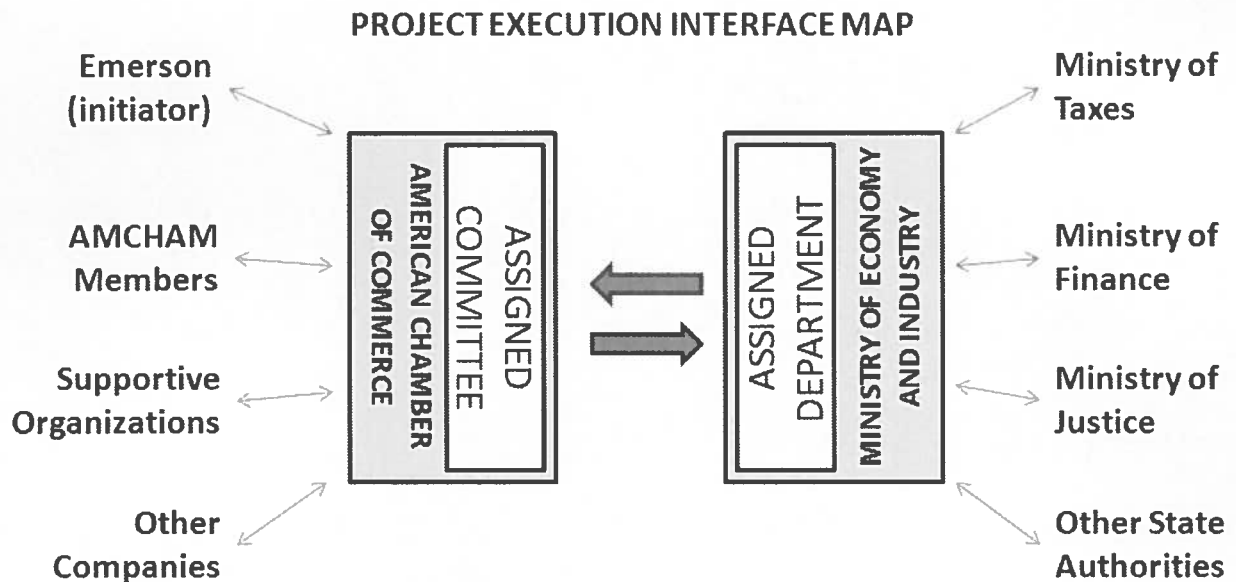 PROJECT EXECUTION INTERFACE MAP
Emerson
(initiator)
AMCHAM
Members
Supportive
Organizations
Other
Companies
AMERICAN CHAMBER
OF COMMERCE
ASSIGNED
COMMITTEE
ASSIGNED
DEPARTMENT
MINISTRY OF ECONOMY
AND INDUSTRY
Ministry of
Taxes
Ministry of
Finance
Ministry of
Justice
Other State
Authorities